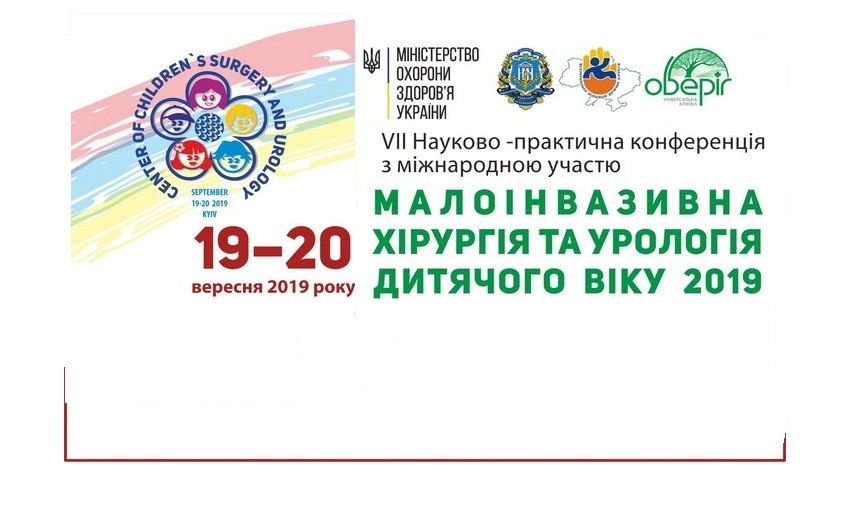 CENTER OF CHILDREN`S SURGERY AND UROLOGY
SEPTEMBER
19-20 2019
KYIV
19–20
вересня 2019 року
МІНІСТЕРСТВО
ОХОРОНИ
ЗДОРОВ'Я
УКРАЇНИ
оберіг
УНІВЕРСАЛЬНА
КЛІНІКА
VII Науково -практична конференція
з міжнародною участю
МАЛОІНВАЗИВНА
ХІРУРГІЯ ТА УРОЛОГІЯ
ДИТЯЧОГО ВІКУ 2019